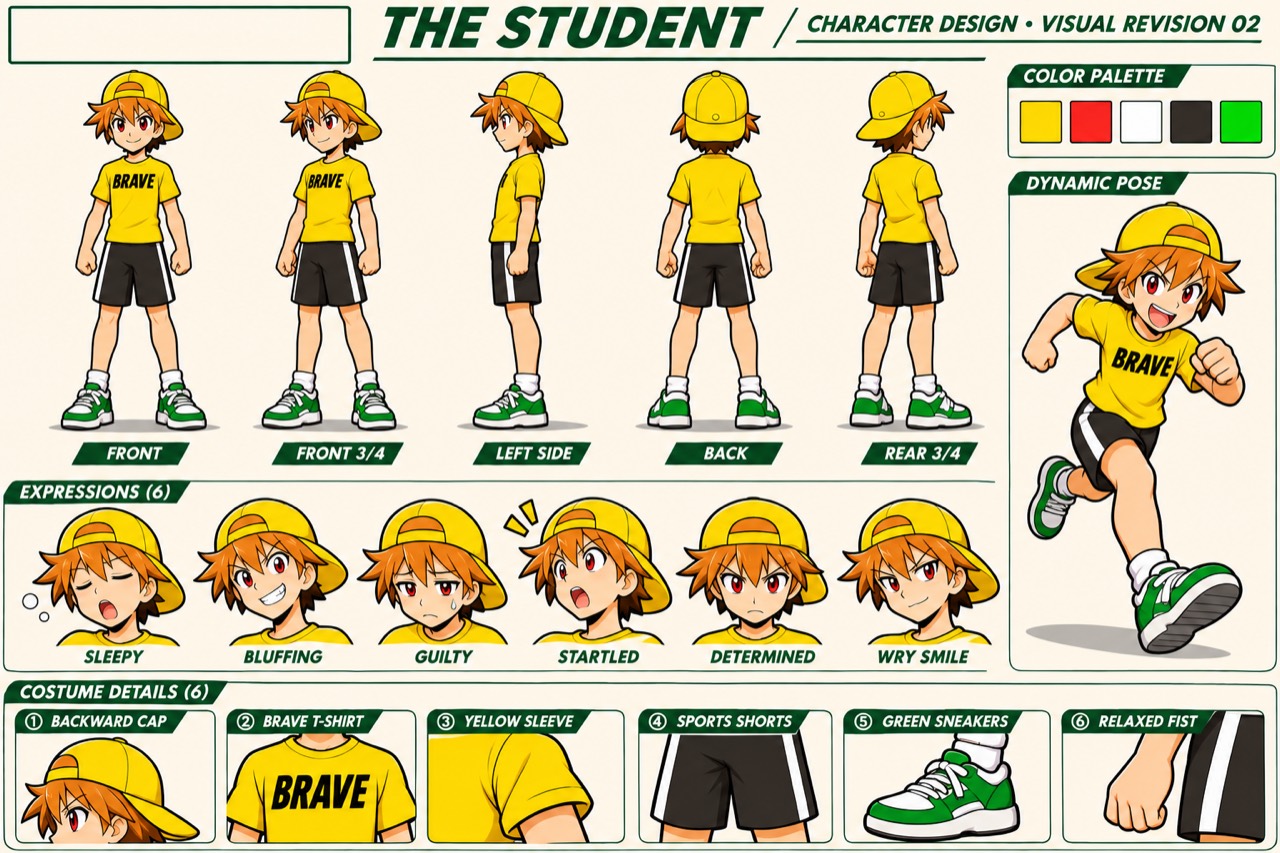 THE STUDENT / CHARACTER DESIGN • VISUAL REVISION 02
COLOR PALETTE
DYNAMIC POSE
BRAVE
BRAVE
BRAVE
FRONT
FRONT 3/4
LEFT SIDE
BACK
REAR 3/4
EXPRESSIONS (6)
SLEEPY
BLUFFING
GUILTY
STARTLED
DETERMINED
WRY SMILE
COSTUME DETAILS (6)
① BACKWARD CAP
② BRAVE T-SHIRT
③ YELLOW SLEEVE
④ SPORTS SHORTS
⑤ GREEN SNEAKERS
⑥ RELAXED FIST
BRAVE